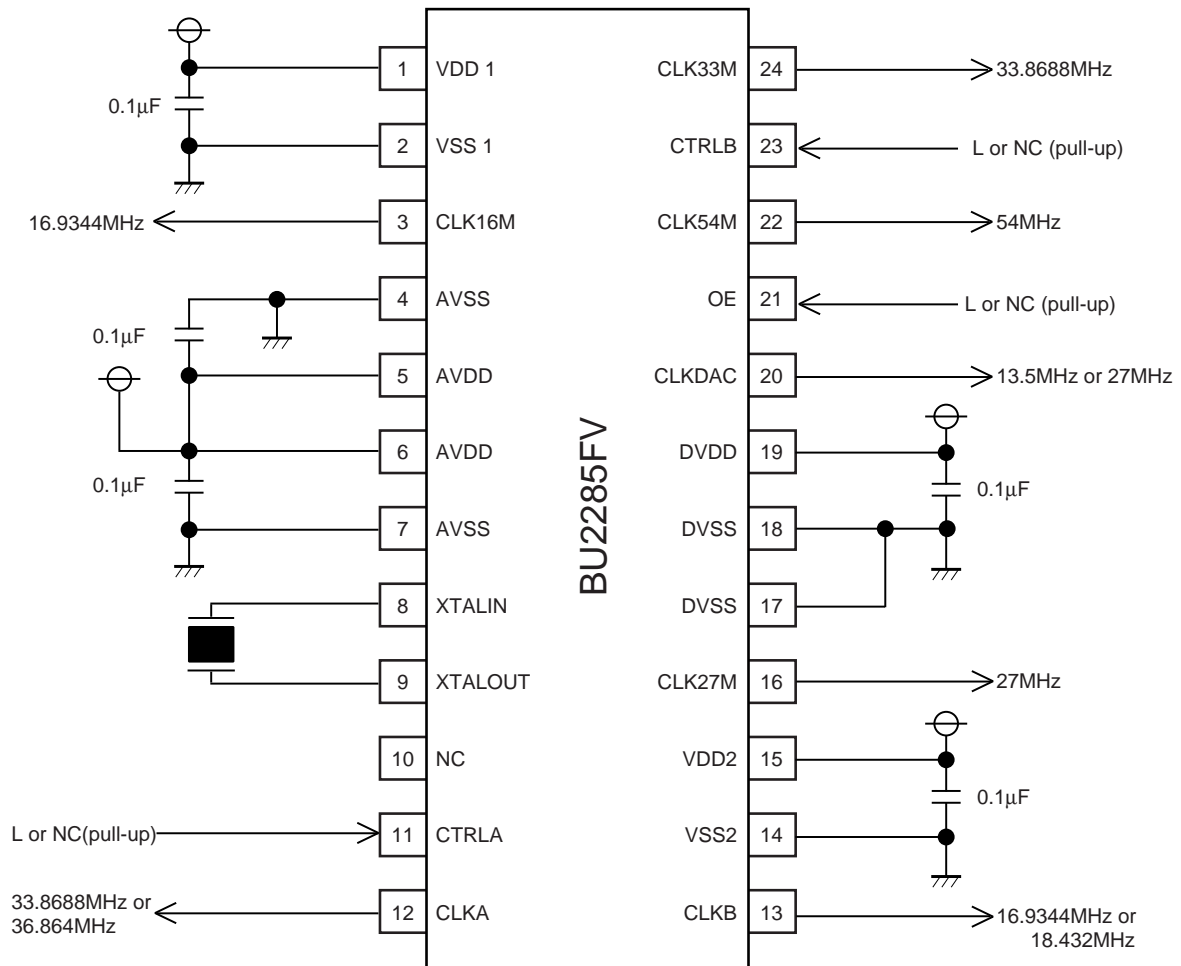 1 VDD 1
0.1μF
2 VSS 1
16.9344MHz 3 CLK16M
4 AVSS
0.1μF
5 AVDD
6 AVDD
0.1μF
7 AVSS
8 XTALIN
9 XTALOUT
10 NC
L or NC(pull-up) 11 CTRLA
33.8688MHz or
36.864MHz
12 CLKA
BU2285FV
CLK33M 24 33.8688MHz
CTRLB 23 L or NC (pull-up)
CLK54M 22 54MHz
OE 21 L or NC (pull-up)
CLKDAC 20 13.5MHz or 27MHz
DVDD 19
0.1μF
DVSS 18
DVSS 17
CLK27M 16 27MHz
VDD2 15
0.1μF
VSS2 14
CLKB 13 16.9344MHz or
18.432MHz